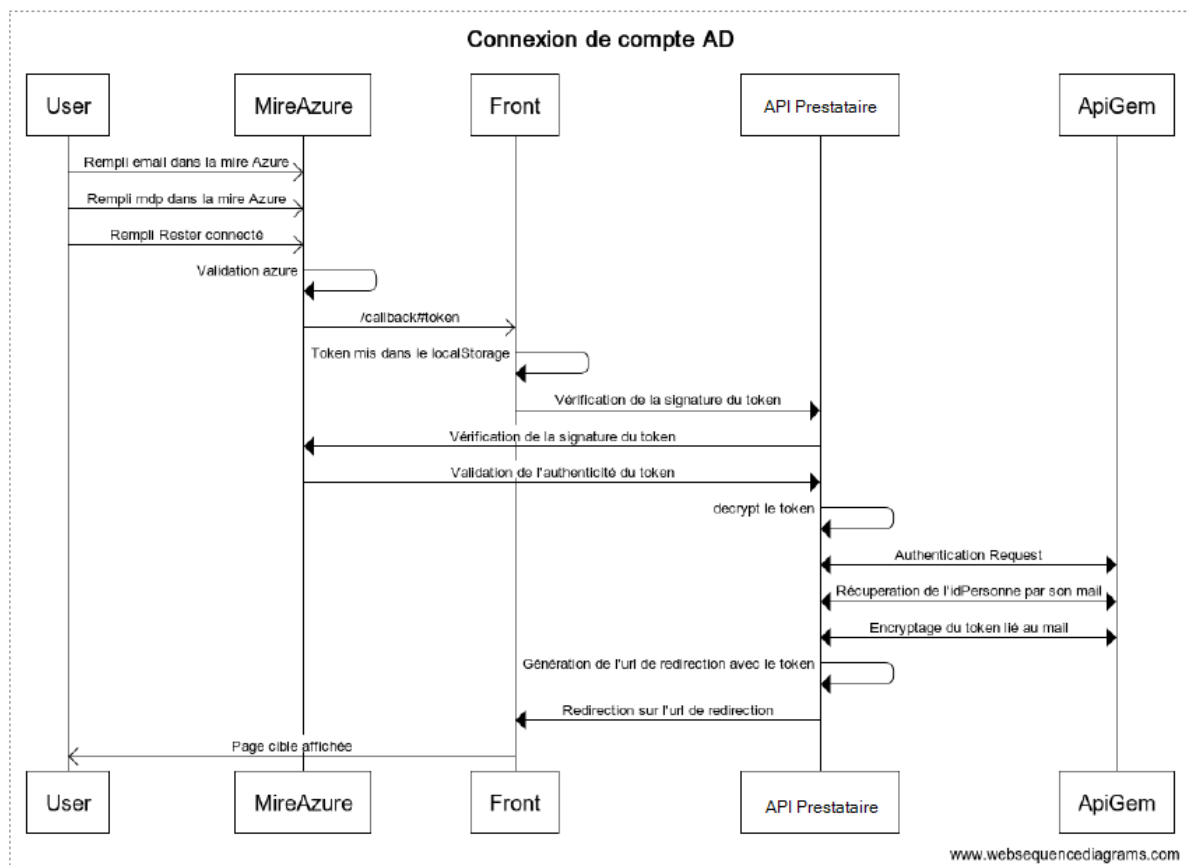 Connexion de compte AD
User
MireAzure
Front
API Prestataire
ApiGem
Rempli email dans la mire Azure
Rempli mdp dans la mire Azure
Rempli Rester connecté
Validation azure
/callback#token
Token mis dans le localStorage
Vérification de la signature du token
Vérification de la signature du token
Validation de l'authenticité du token
decrypt le token
Authentication Request
Récuperation de l'idPersonne par son mail
Encryptage du token lié au mail
Génération de l'url de redirection avec le token
Redirection sur l'url de redirection
Page cible affichée
User
MireAzure
Front
API Prestataire
ApiGem
www.websequencediagrams.com